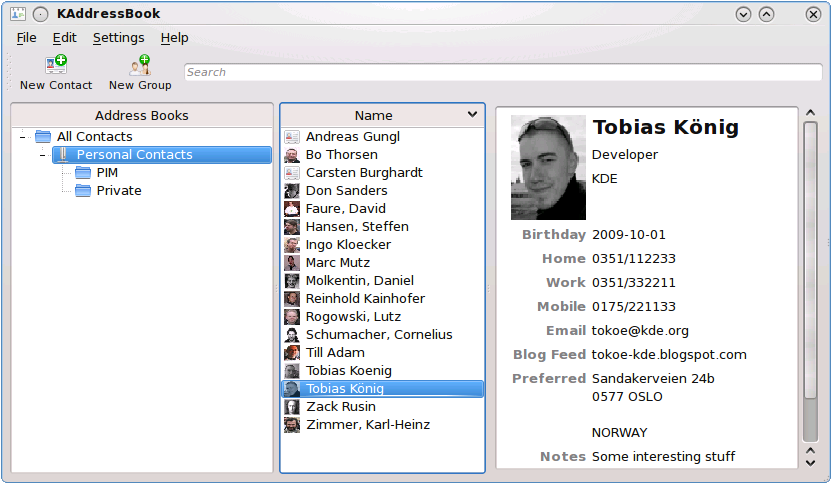 KAddressBook
File Edit Settings Help
New Contact New Group Search
Address Books
All Contacts
Personal Contacts
PIM
Private
Name
Andreas Gungl
Bo Thorsen
Carsten Burghardt
Don Sanders
Faure, David
Hansen, Steffen
Ingo Kloecker
Marc Mutz
Molkentin, Daniel
Reinhold Kainhofer
Rogowski, Lutz
Schumacher, Cornelius
Till Adam
Tobias Koenig
Tobias König
Zack Rusin
Zimmer, Karl-Heinz
Tobias König
Developer
KDE
Birthday 2009-10-01
Home 0351/112233
Work 0351/332211
Mobile 0175/221133
Email tokoe@kde.org
Blog Feed tokoe-kde.blogspot.com
Preferred Sandakerveien 24b
0577 OSLO
NORWAY
Notes Some interesting stuff